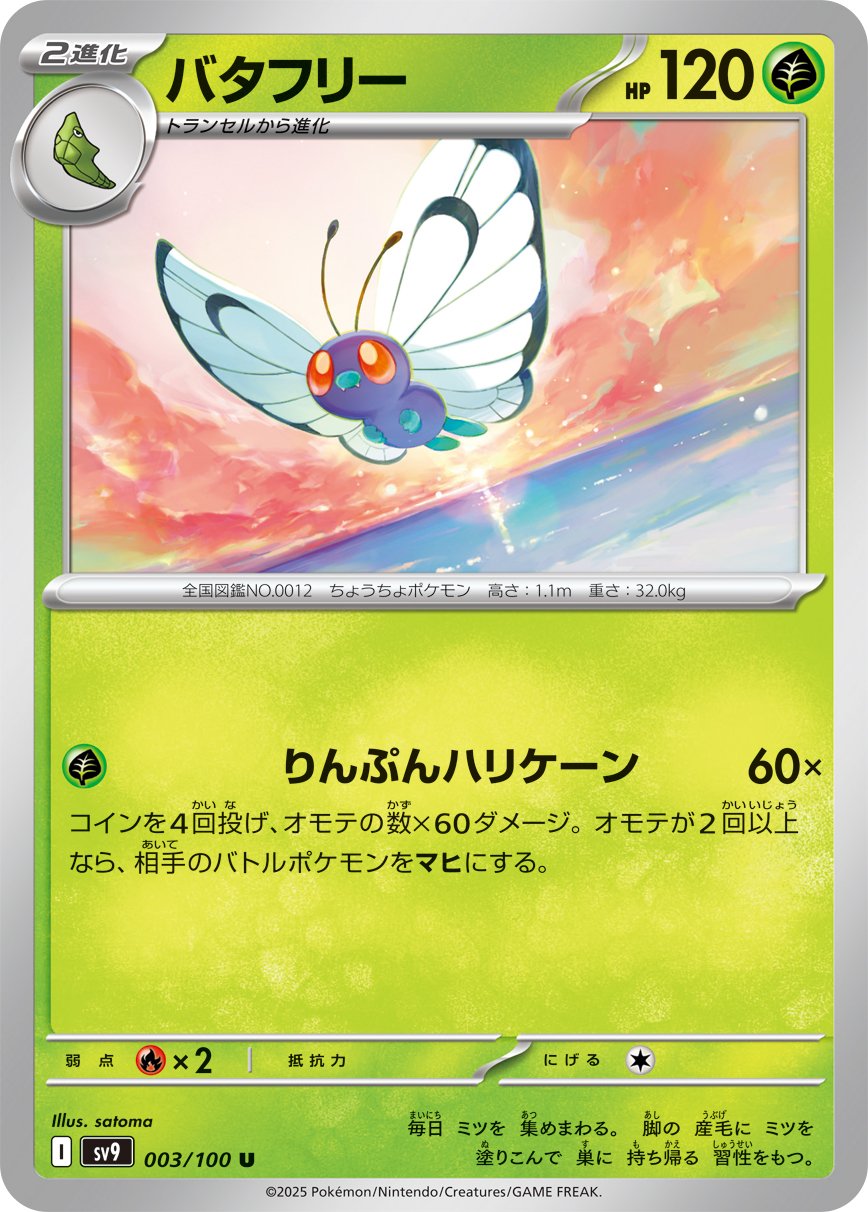 2進化
バタフリー
HP 120
トランセルから進化
全国図鑑NO.0012 ちょうちょポケモン 高さ：1.1m 重さ：32.0kg
りんぷんハリケーン 60×
コインを4回投げ、オモテの数×60ダメージ。オモテが2回以上
なら、相手のバトルポケモンをマヒにする。
弱点 ×2 抵抗力 にげる
Illus. satoma
毎日 ミツを 集めまわる。 脚の 産毛に ミツを
塗りこんで 巣に 持ち帰る 習性をもつ。
I sv9 003/100 U
©2025 Pokémon/Nintendo/Creatures/GAME FREAK.